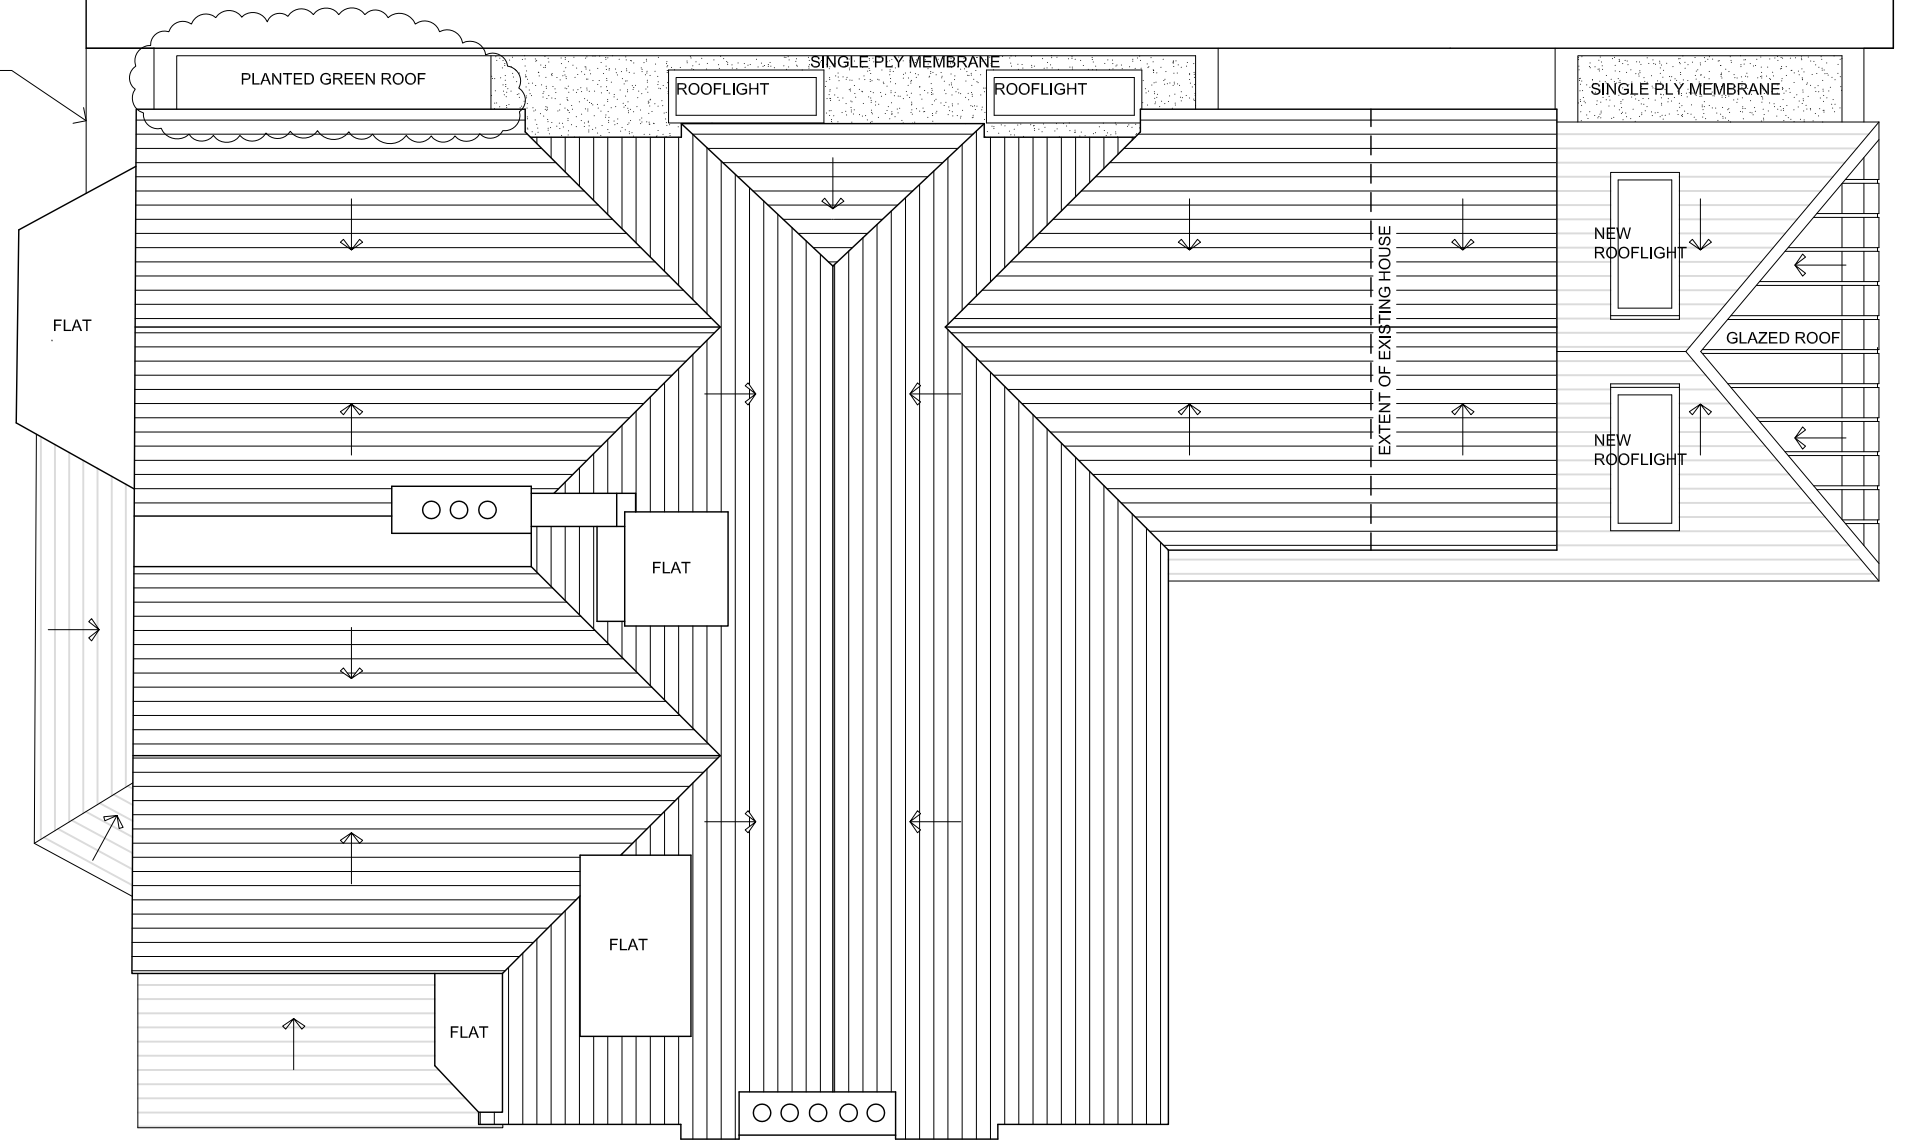 SINGLE PLY MEMBRANE
PLANTED GREEN ROOF
ROOFLIGHT
ROOFLIGHT
SINGLE PLY MEMBRANE
NEW
ROOFLIGHT
FLAT
EXTENT OF EXISTING HOUSE
GLAZED ROOF
NEW
ROOFLIGHT
FLAT
FLAT
FLAT